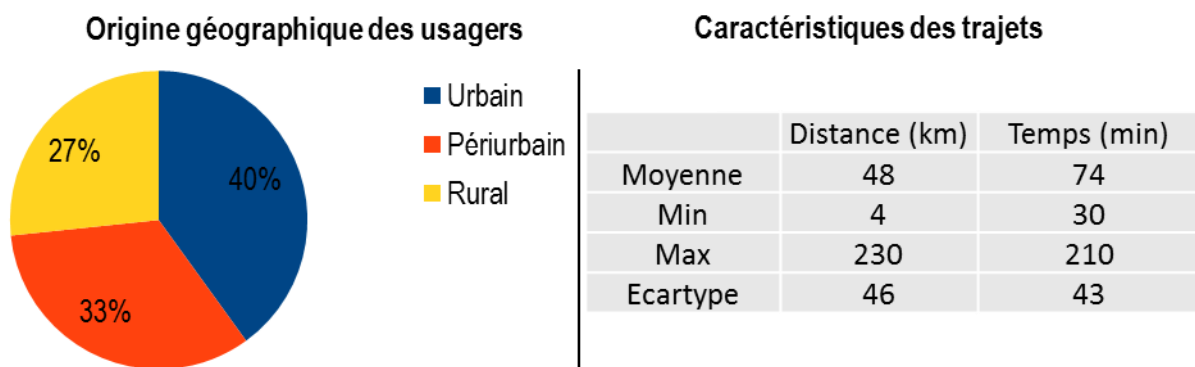 Origine géographique des usagers
Urbain
Périurbain
Rural
27%
40%
33%
Caractéristiques des trajets
Distance (km) Temps (min)
Moyenne 48 74
Min 4 30
Max 230 210
Ecartype 46 43